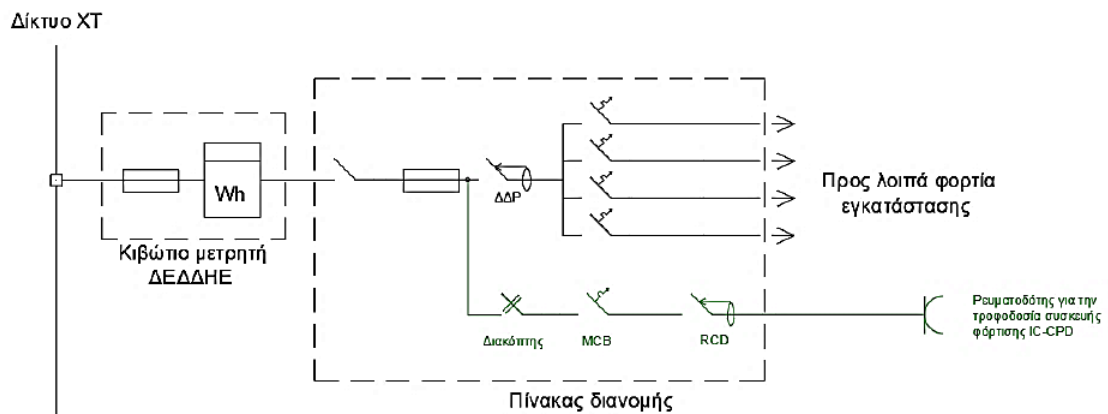 Δίκτυο ΧΤ
Wh
Κιβώτιο μετρητή
ΔΕΔΔΗΕ
ΔΔΡ
Προς λοιπά φορτία
εγκατάστασης
Διακόπτης
MCB
RCD
Ρευματοδότης για την
τροφοδοσία συσκευής
φόρτισης IC-CPD
Πίνακας διανομής